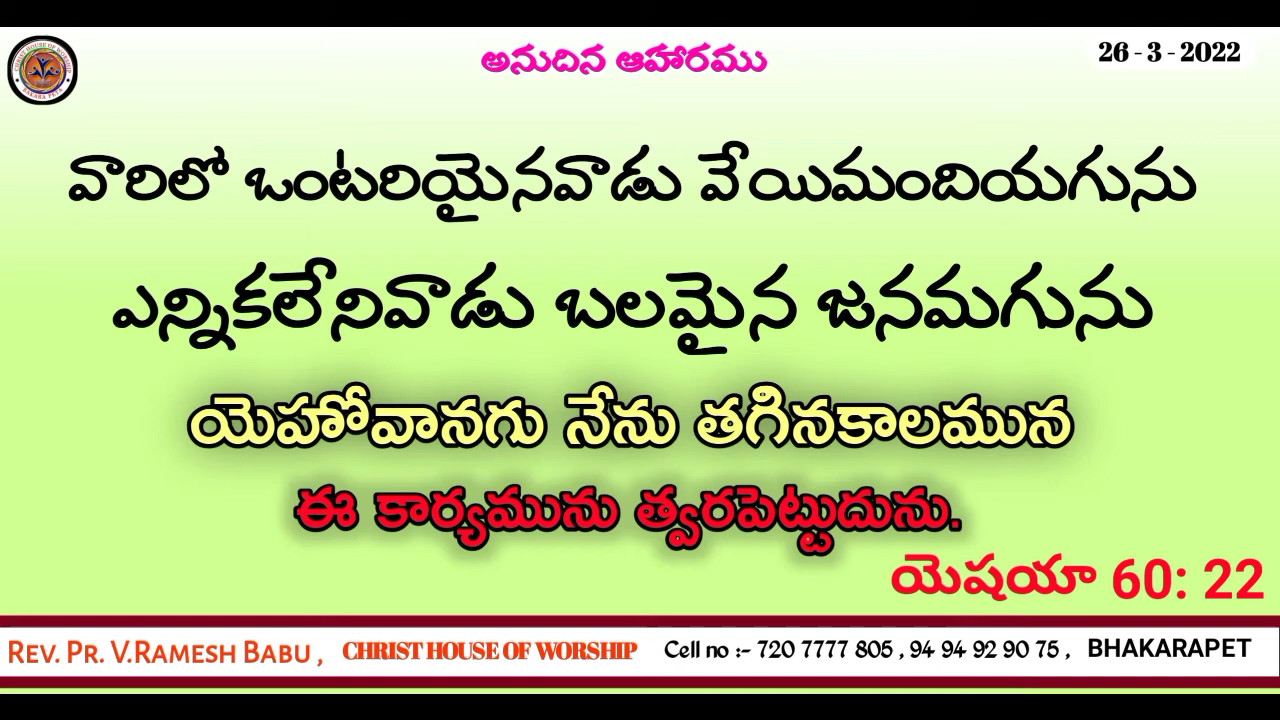 అనుదిన ఆహారము
26 - 3 - 2022
వారిలో ఒంటరియైనవాడు వేయిమందియగును
ఎన్నికలేనివాడు బలమైన జనమగును
యెహోవానగు నేను తగినకాలమున
ఈ కార్యమును త్వరపెట్టుదును.
యెషయా 60: 22
REV. PR. V.RAMESH BABU , CHRIST HOUSE OF WORSHIP Cell no :- 720 7777 805 , 94 94 92 90 75 , BHAKARAPET